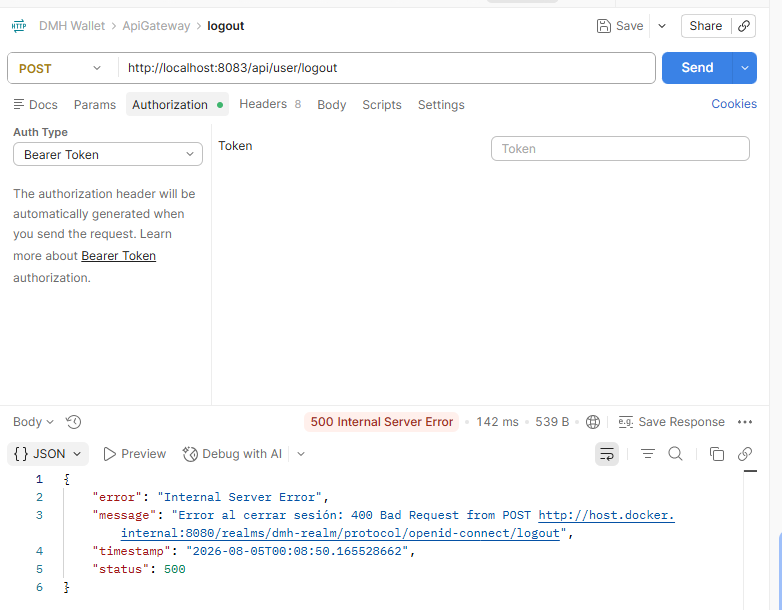 HTTP DMH Wallet > ApiGateway > logout Save Share
POST http://localhost:8083/api/user/logout Send
Docs Params Authorization Headers 8 Body Scripts Settings Cookies
Auth Type
Bearer Token
Token Token
The authorization header will be
automatically generated when
you send the request. Learn
more about Bearer Token
authorization.
Body 500 Internal Server Error • 142 ms • 539 B • e.g. Save Response
{} JSON Preview Debug with AI
1 {
2 "error": "Internal Server Error",
3 "message": "Error al cerrar sesión: 400 Bad Request from POST http://host.docker.
internal:8080/realms/dmh-realm/protocol/openid-connect/logout",
4 "timestamp": "2026-08-05T00:08:50.165528662",
5 "status": 500
6 }